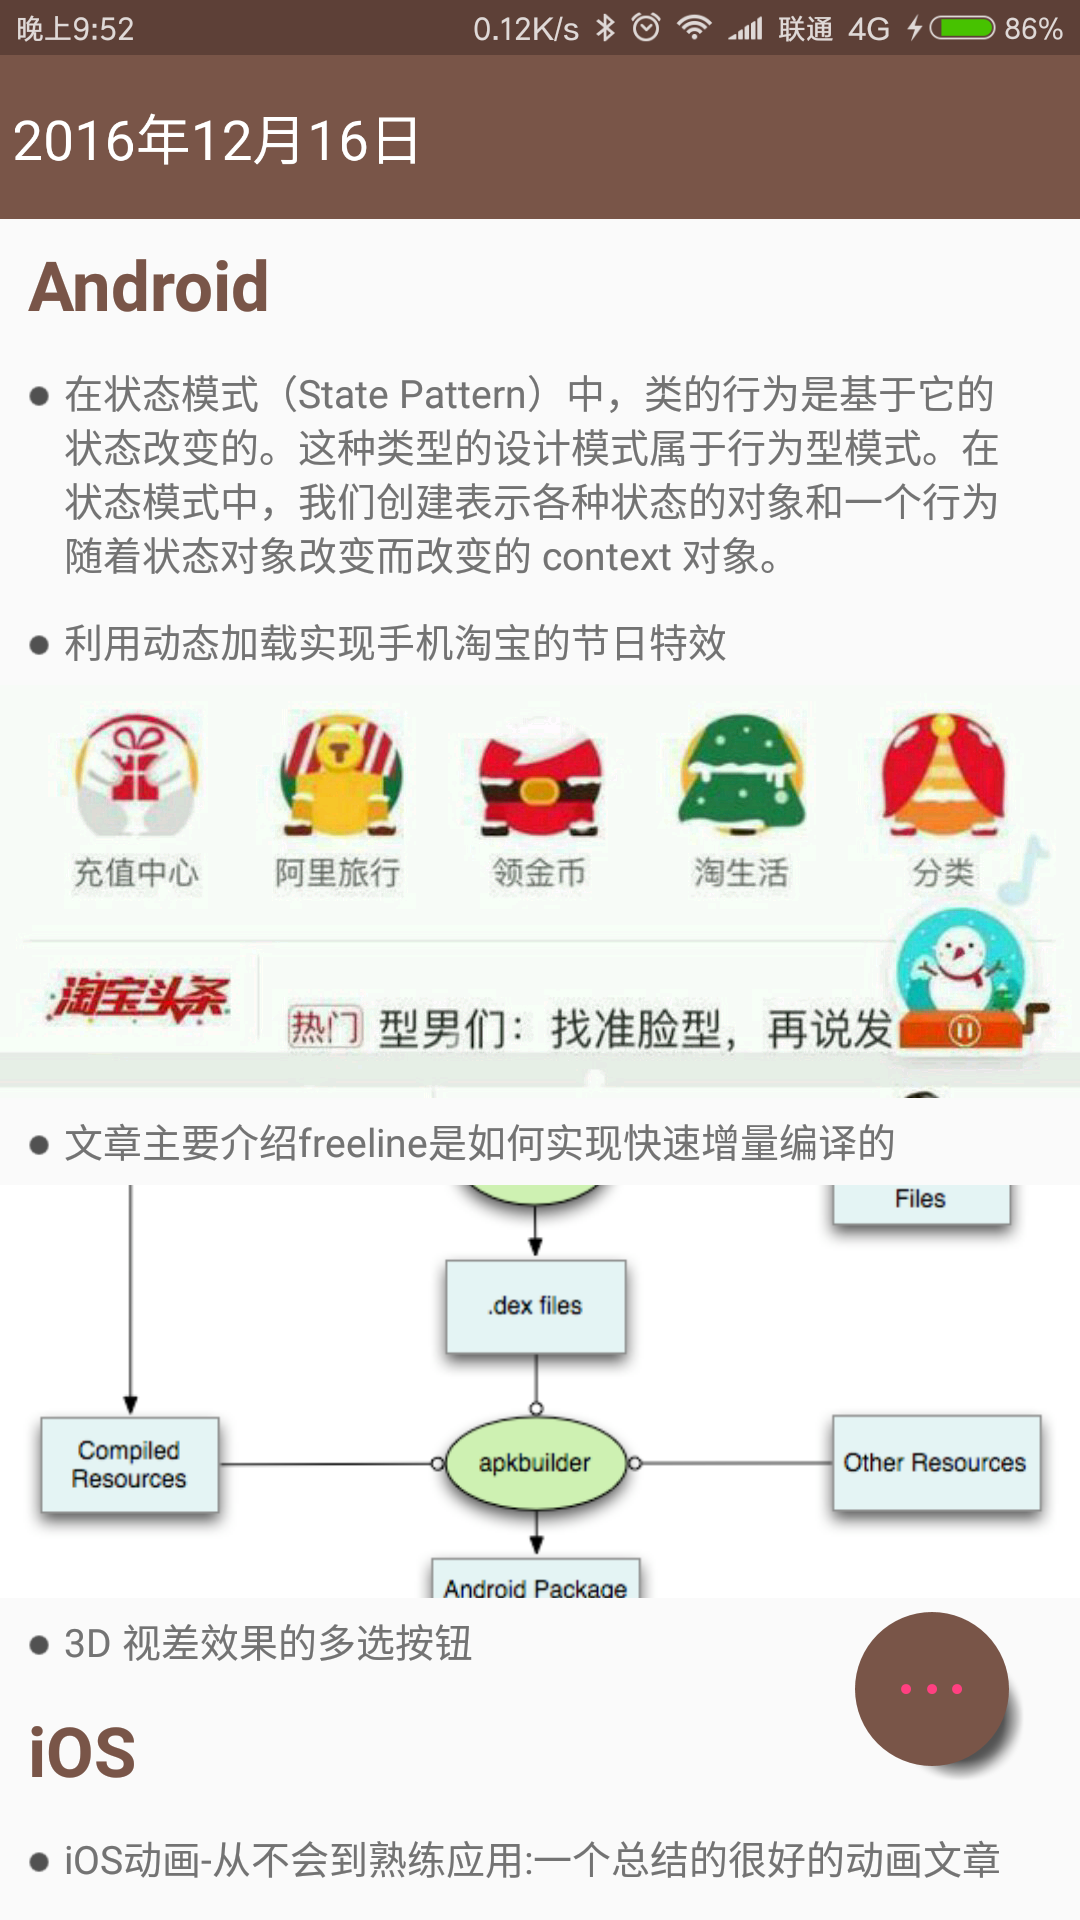 晚上9:52 0.12K/s 联通 4G 86%
2016年12月16日
Android
在状态模式（State Pattern）中，类的行为是基于它的
状态改变的。这种类型的设计模式属于行为型模式。在
状态模式中，我们创建表示各种状态的对象和一个行为
随着状态对象改变而改变的 context 对象。
利用动态加载实现手机淘宝的节日特效
充值中心 阿里旅行 领金币 淘生活 分类
淘宝头条 热门 型男们：找准脸型，再说发
文章主要介绍freeline是如何实现快速增量编译的
Files
.dex files
Compiled
Resources
apkbuilder
Other Resources
Android Package
3D 视差效果的多选按钮
iOS
iOS动画-从不会到熟练应用:一个总结的很好的动画文章